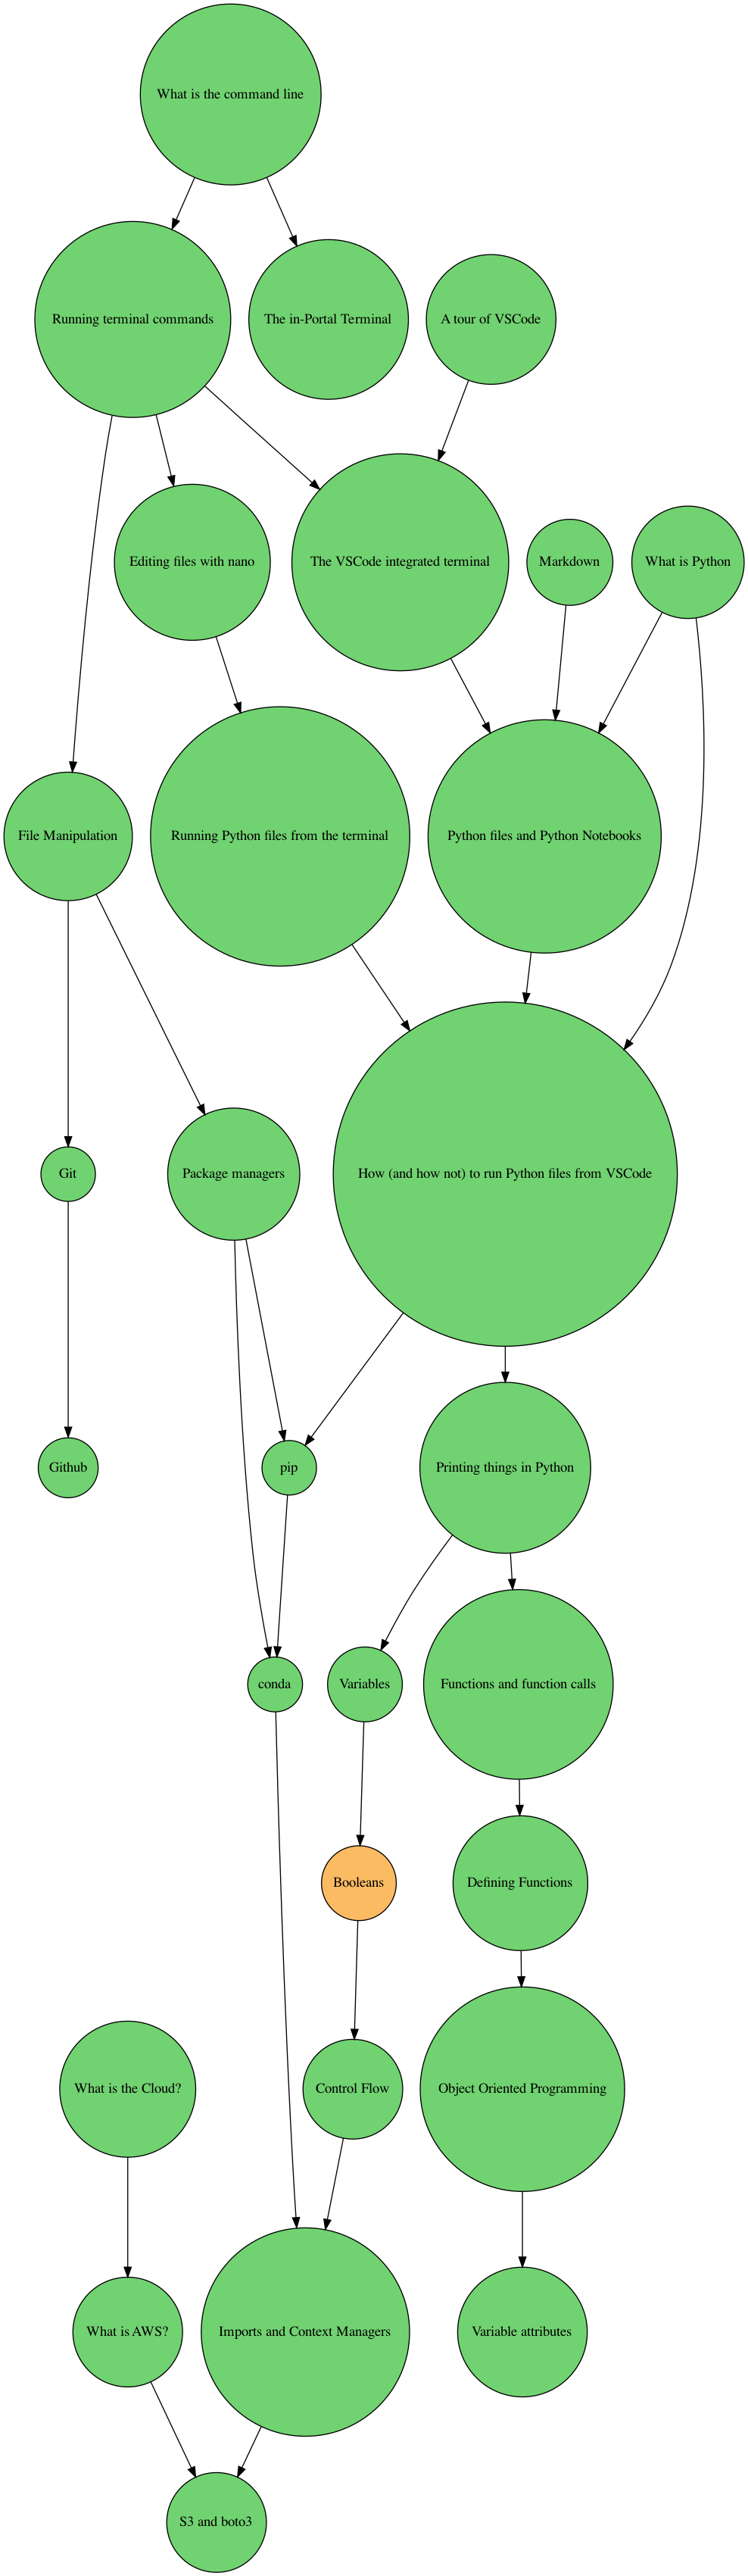 What is the command line
Running terminal commands
The in-Portal Terminal
A tour of VSCode
Editing files with nano
The VSCode integrated terminal
Markdown
What is Python
File Manipulation
Running Python files from the terminal
Python files and Python Notebooks
Git
Package managers
How (and how not) to run Python files from VSCode
Github
pip
Printing things in Python
conda
Variables
Functions and function calls
Booleans
Defining Functions
What is the Cloud?
Control Flow
Object Oriented Programming
What is AWS?
Imports and Context Managers
Variable attributes
S3 and boto3